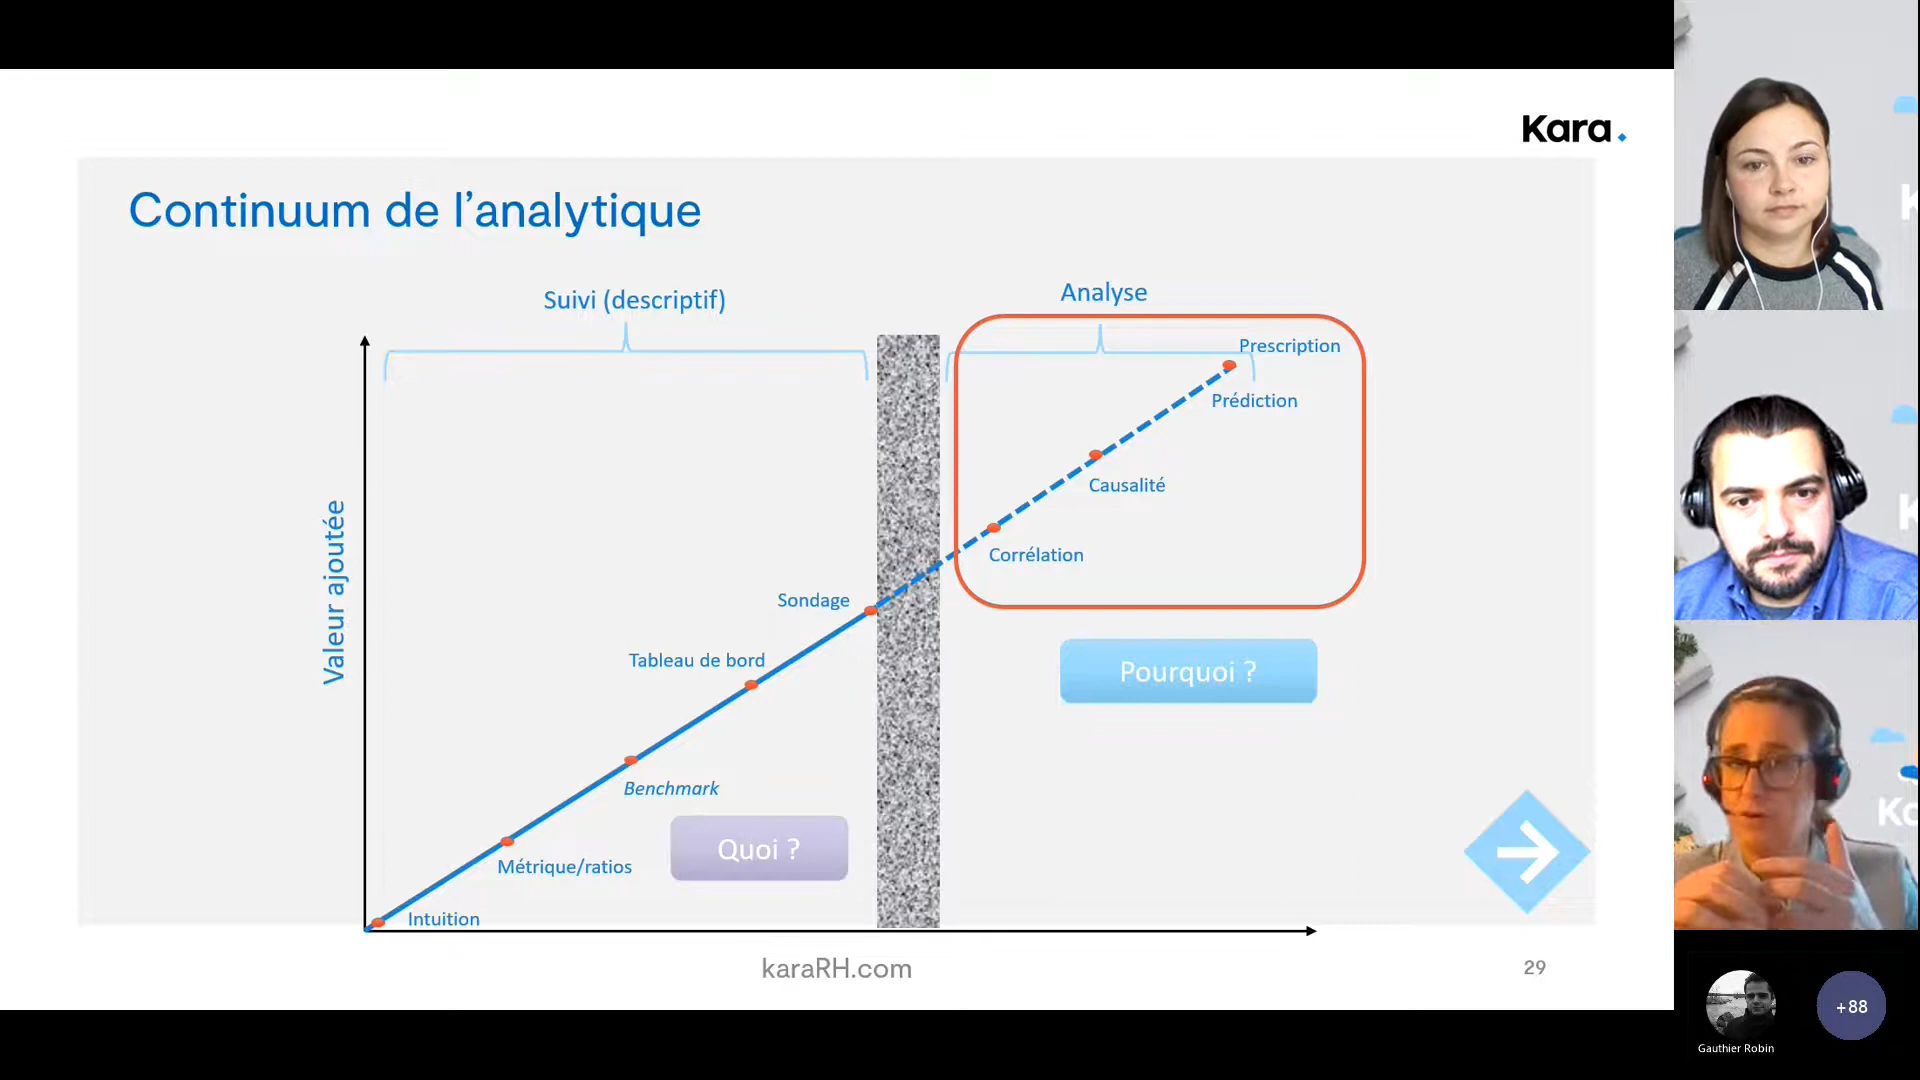 Kara.
Continuum de l’analytique
Suivi (descriptif)
Analyse
Prescription
Prédiction
Causalité
Corrélation
Valeur ajoutée
Sondage
Tableau de bord
Pourquoi ?
Benchmark
Quoi ?
Métrique/ratios
Intuition
karaRH.com
29
+88
Gauthier Robin